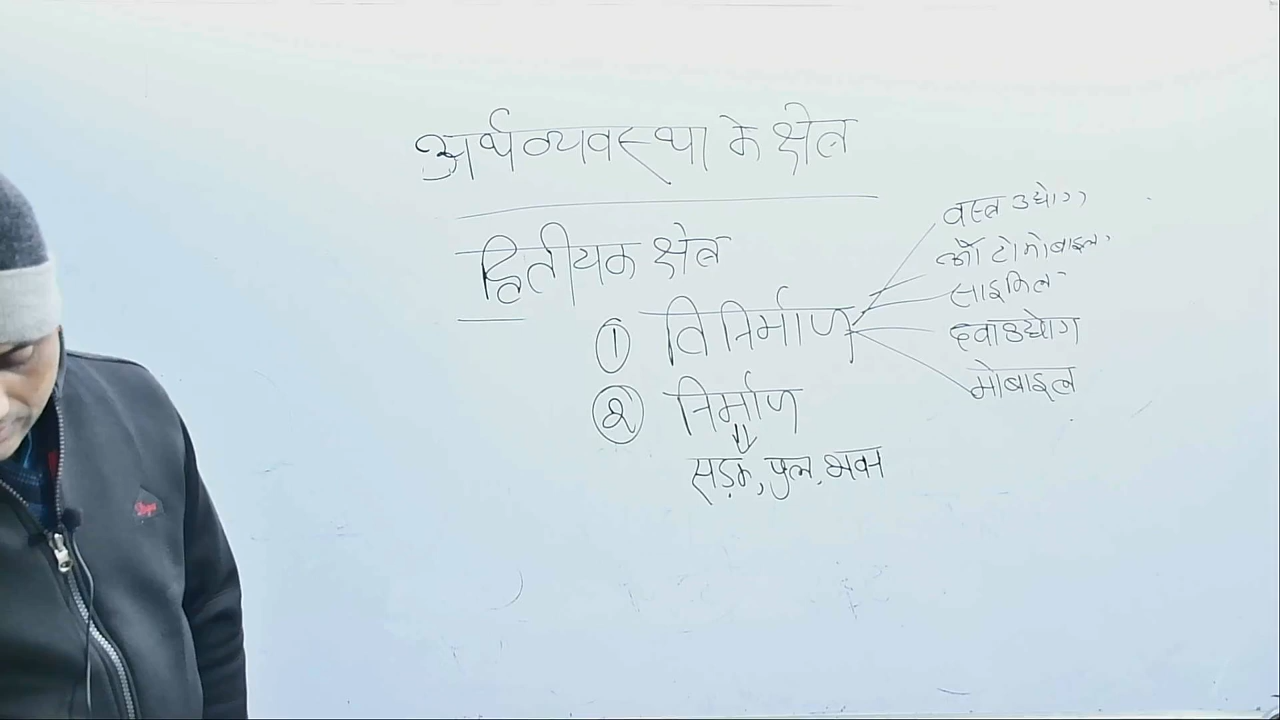 अर्थव्यवस्था के क्षेत्र
द्वितीयक क्षेत्र
① विनिर्माण
वस्त्र उद्योग
ऑटोमोबाइल
साइकिल
दवा उद्योग
मोबाइल
② निर्माण
सड़क, पुल, भवन